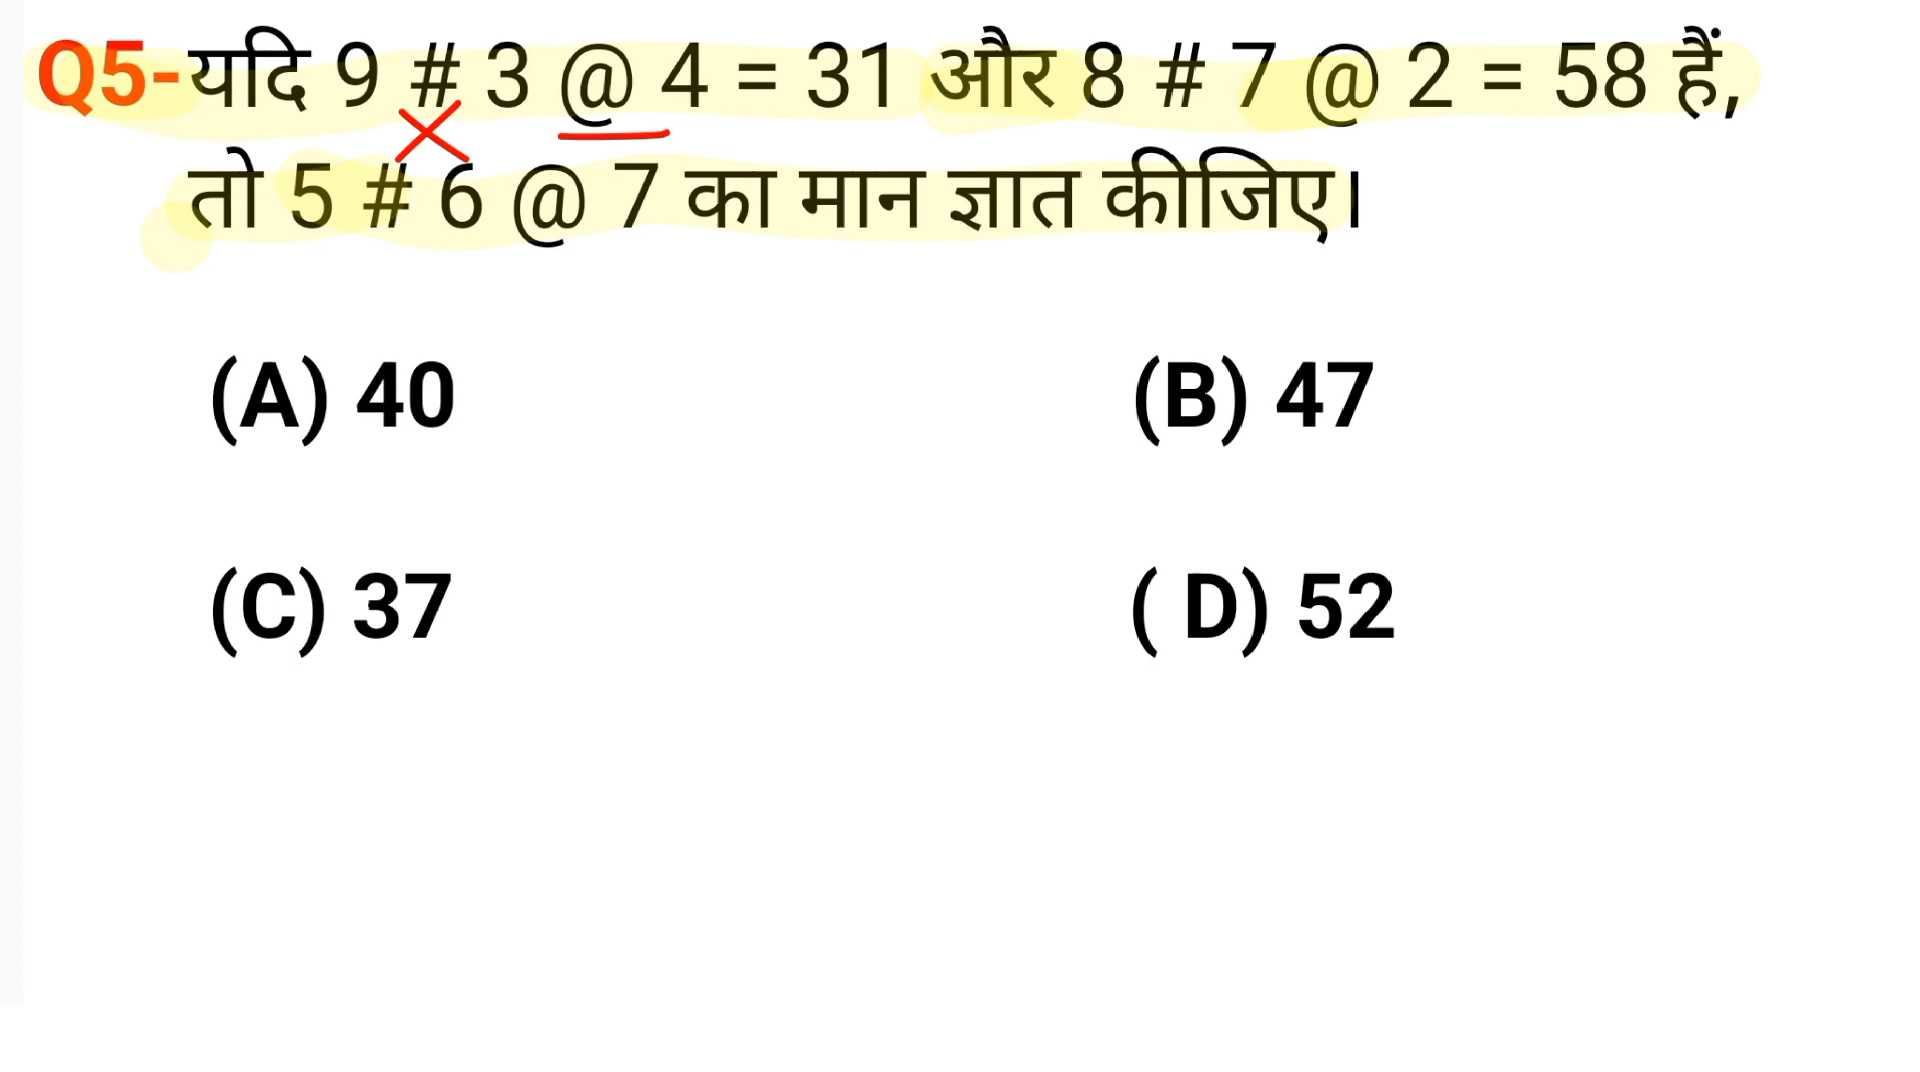 Q5-यदि 9 # 3 @ 4 = 31 और 8 # 7 @ 2 = 58 हैं,
तो 5 # 6 @ 7 का मान ज्ञात कीजिए।
(A) 40 (B) 47
(C) 37 ( D) 52